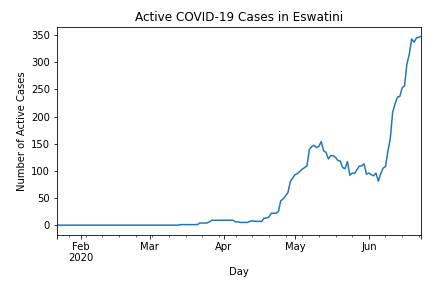 Active COVID-19 Cases in Eswatini
350
300
250
200
150
100
50
0
Number of Active Cases
Feb Mar Apr May Jun
2020
Day